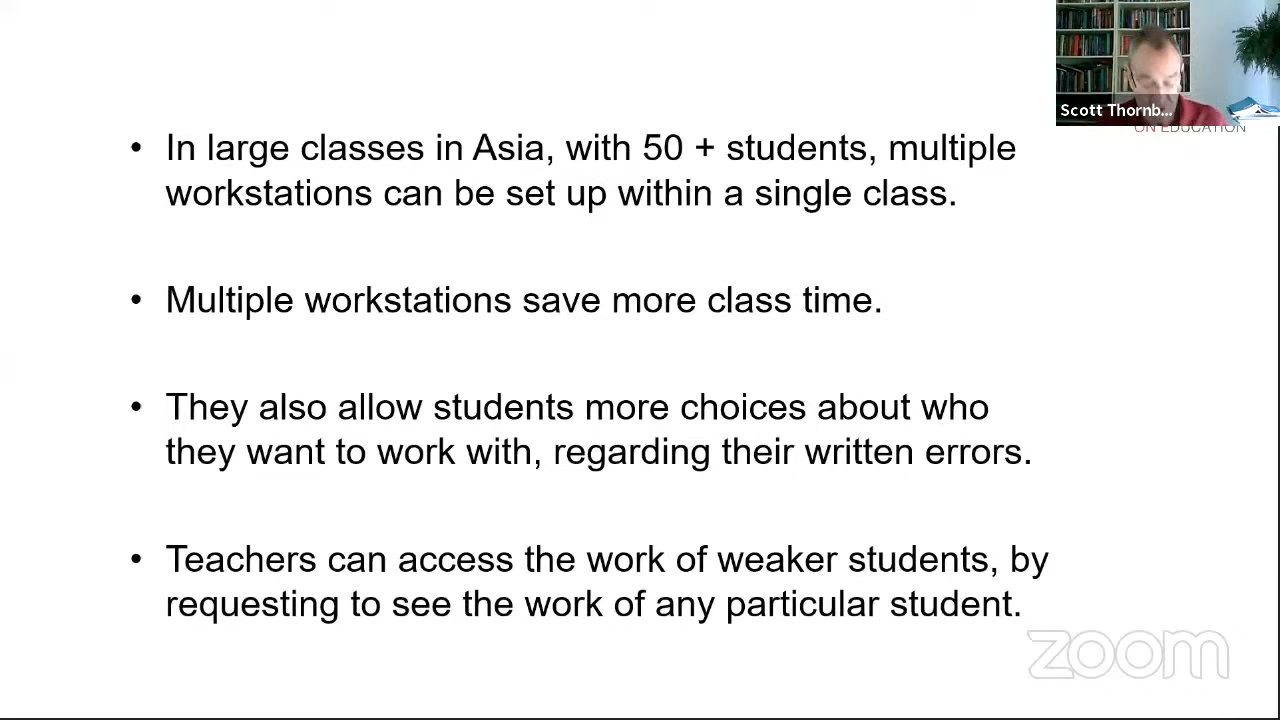 Scott Thornb...
ON EDUCATION
• In large classes in Asia, with 50 + students, multiple
workstations can be set up within a single class.
• Multiple workstations save more class time.
• They also allow students more choices about who
they want to work with, regarding their written errors.
• Teachers can access the work of weaker students, by
requesting to see the work of any particular student.
zoom